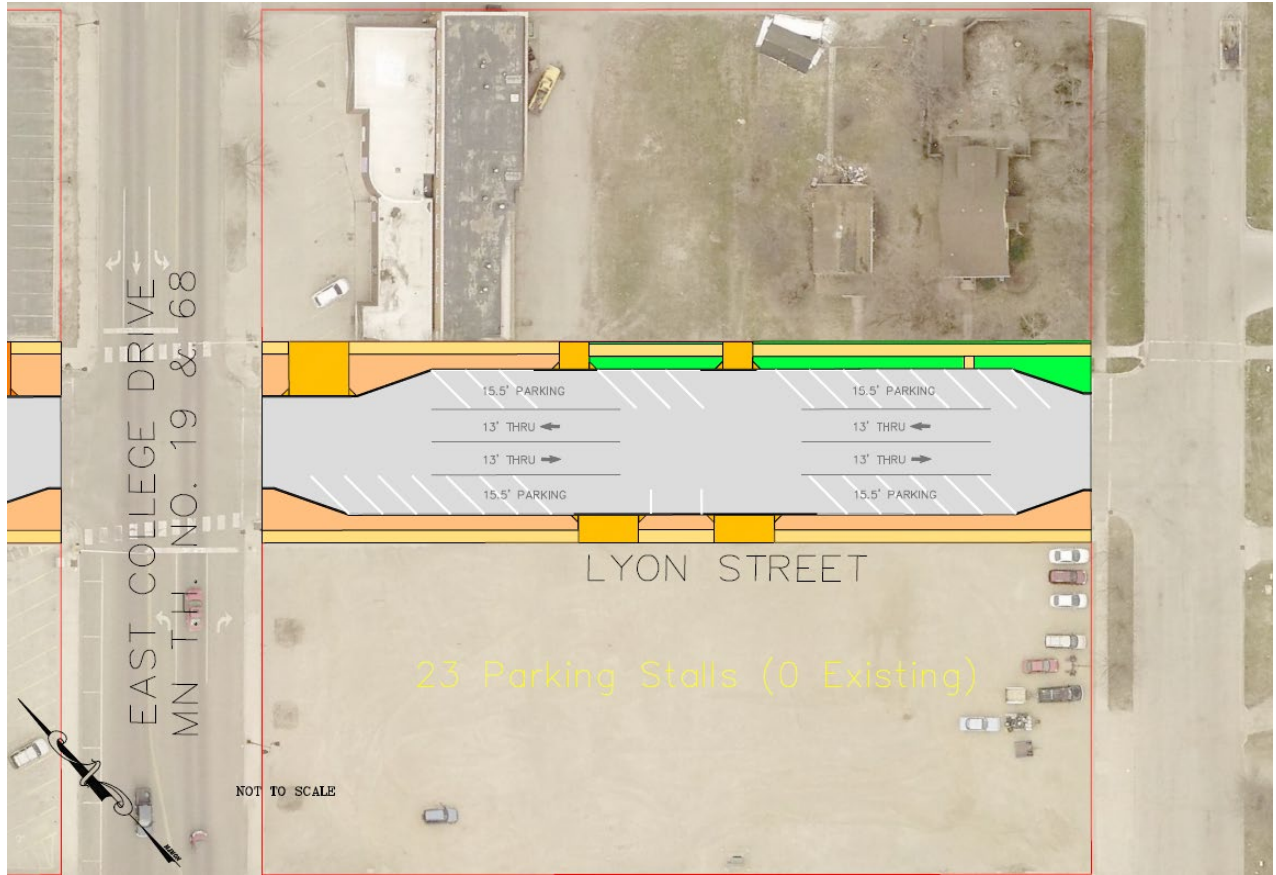 EAST COLLEGE DRIVE
MN T.H. NO. 19 & 68
15.5' PARKING
15.5' PARKING
13' THRU
13' THRU
13' THRU
13' THRU
15.5' PARKING
15.5' PARKING
LYON STREET
23 Parking Stalls (0 Existing)
NOT TO SCALE
NORTH